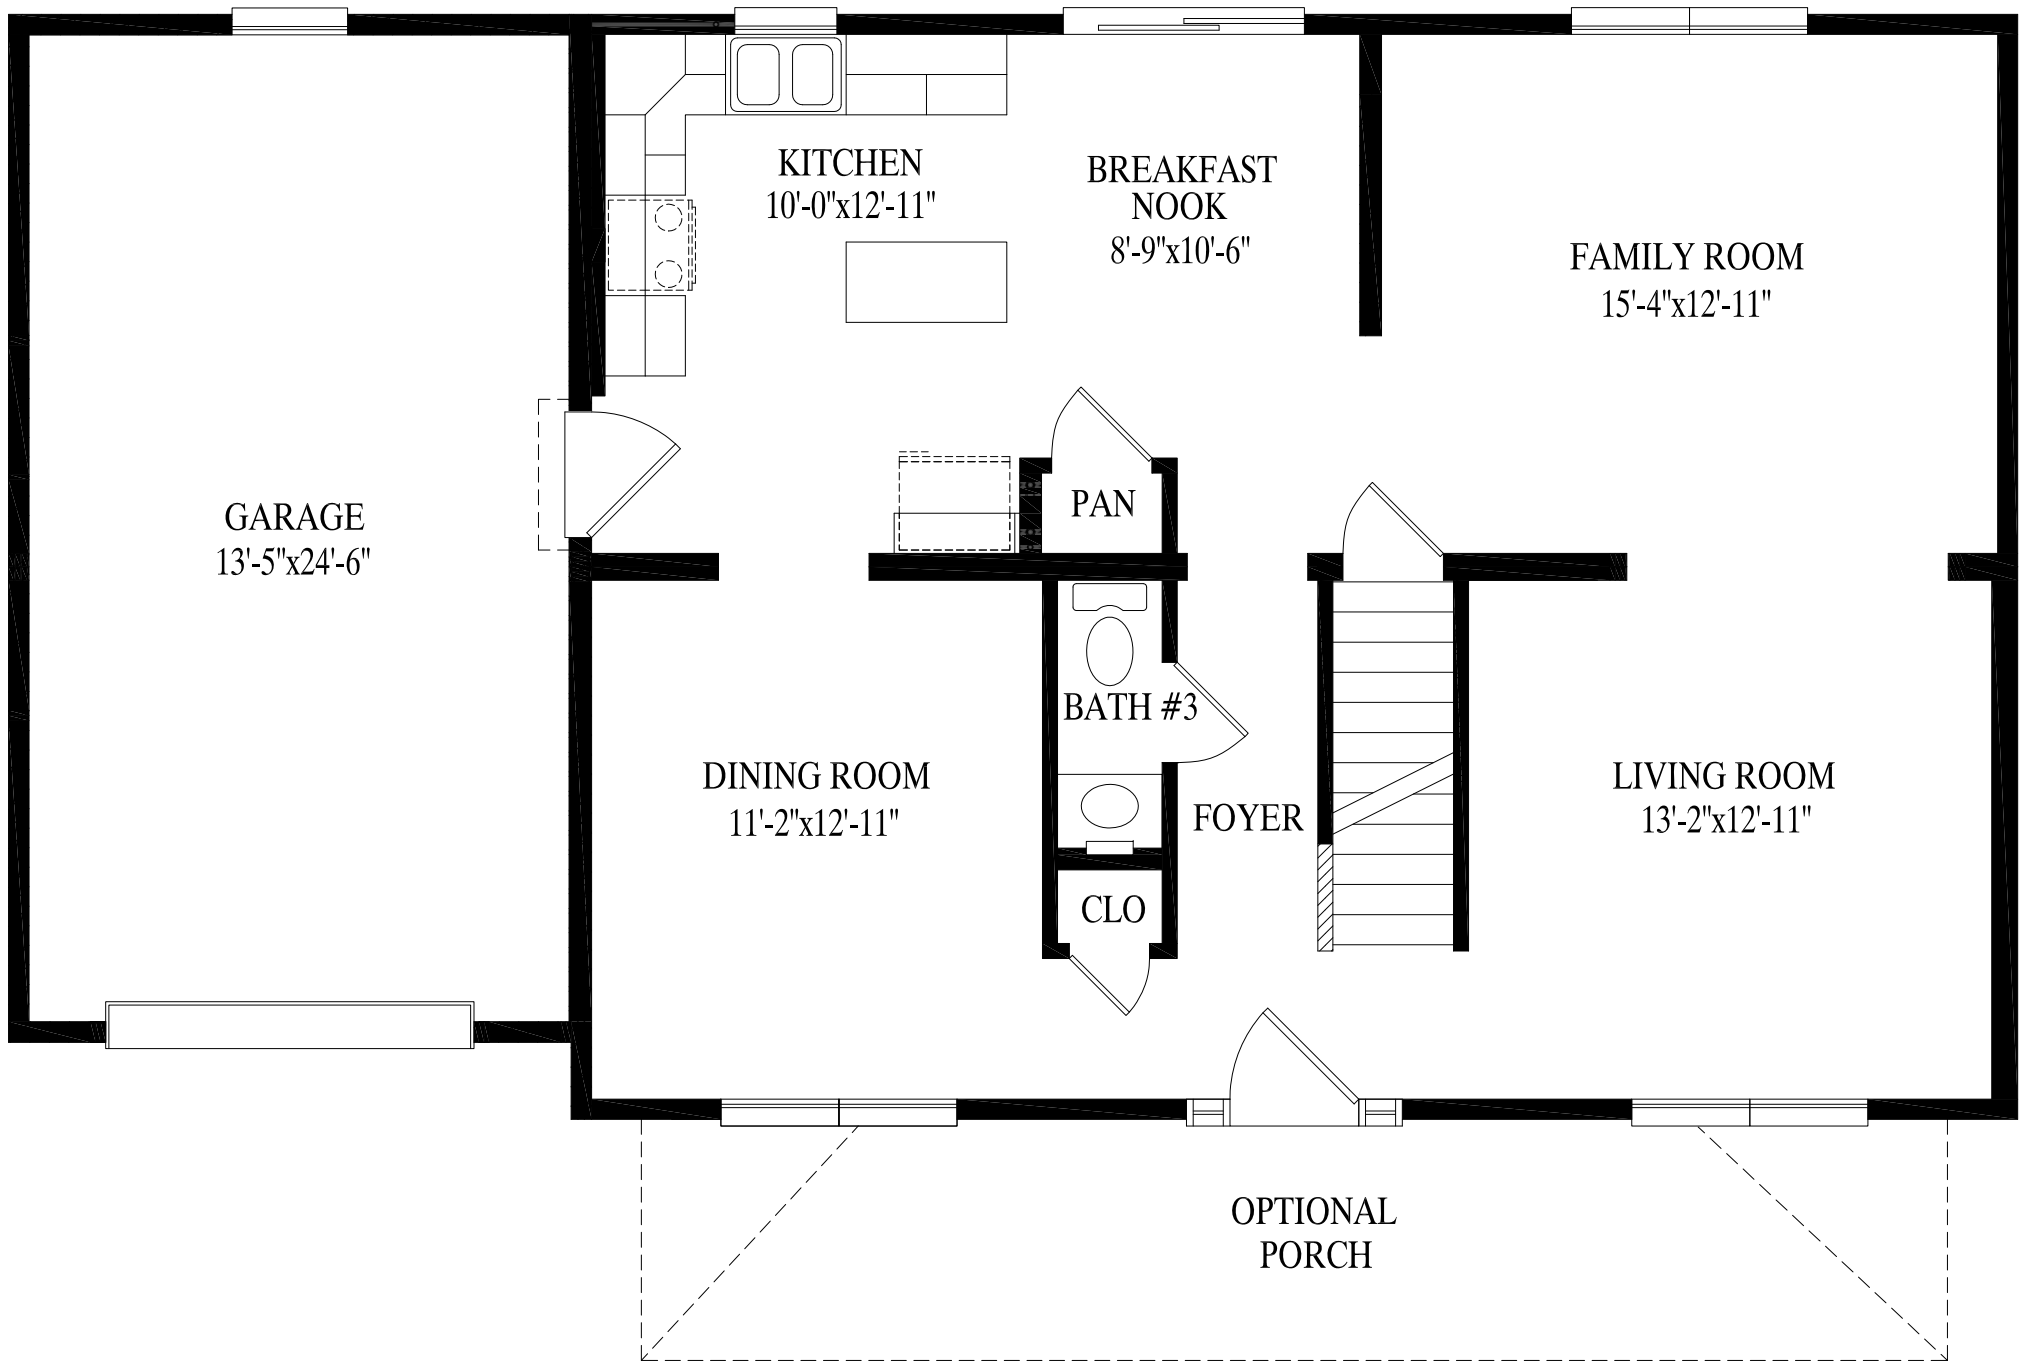 KITCHEN
10'-0"x12'-11"
BREAKFAST
NOOK
8'-9"x10'-6"
FAMILY ROOM
15'-4"x12'-11"
GARAGE
13'-5"x24'-6"
PAN
BATH #3
DINING ROOM
11'-2"x12'-11"
FOYER
LIVING ROOM
13'-2"x12'-11"
CLO
OPTIONAL
PORCH